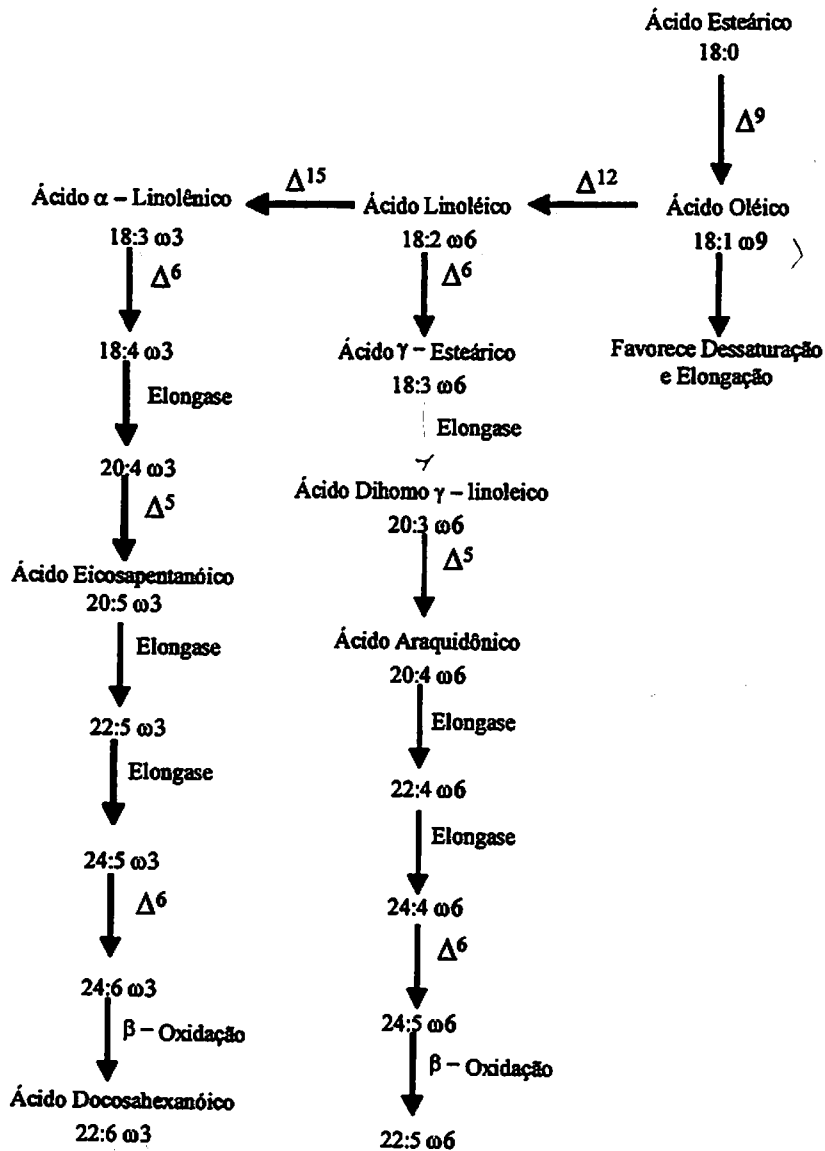 Ácido Esteárico
18:0
Δ9
Δ15
Δ12
Ácido α – Linolênico
Ácido Linoléico
Ácido Oléico
18:3 ω3
18:2 ω6
18:1 ω9
Δ6
Δ6
18:4 ω3
Ácido γ – Esteárico
Favorece Dessaturação
e Elongação
18:3 ω6
Elongase
Elongase
20:4 ω3
Ácido Dihomo γ – linoleico
20:3 ω6
Δ5
Δ5
Ácido Eicosapentanóico
20:5 ω3
Elongase
Ácido Araquidônico
20:4 ω6
Elongase
22:5 ω3
Elongase
22:4 ω6
Elongase
24:5 ω3
Δ6
24:4 ω6
Δ6
24:6 ω3
24:5 ω6
β – Oxidação
β – Oxidação
Ácido Docosahexanóico
22:6 ω3
22:5 ω6